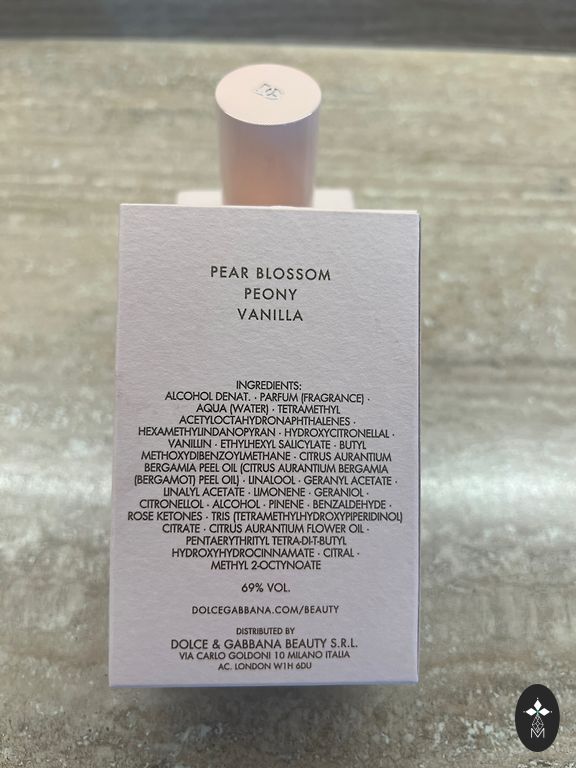 DG
PEAR BLOSSOM
PEONY
VANILLA
INGREDIENTS:
ALCOHOL DENAT. · PARFUM (FRAGRANCE) ·
AQUA (WATER) · TETRAMETHYL
ACETYLOCTAHYDRONAPHTHALENES ·
HEXAMETHYLINDANOPYRAN · HYDROXYCITRONELLAL ·
VANILLIN · ETHYLHEXYL SALICYLATE · BUTYL
METHOXYDIBENZOYLMETHANE · CITRUS AURANTIUM
BERGAMIA PEEL OIL (CITRUS AURANTIUM BERGAMIA
(BERGAMOT) PEEL OIL) · LINALOOL · GERANYL ACETATE ·
LINALYL ACETATE · LIMONENE · GERANIOL ·
CITRONELLOL · ALCOHOL · PINENE · BENZALDEHYDE ·
ROSE KETONES · TRIS (TETRAMETHYLHYDROXYPIPERIDINOL)
CITRATE · CITRUS AURANTIUM FLOWER OIL ·
PENTAERYTHRITYL TETRA-DI-T-BUTYL
HYDROXYHYDROCINNAMATE · CITRAL ·
METHYL 2-OCTYNOATE
69% VOL.
DOLCEGABBANA.COM/BEAUTY
DISTRIBUTED BY
DOLCE & GABBANA BEAUTY S.R.L.
VIA CARLO GOLDONI 10 MILANO ITALIA
AC. LONDON W1H 6DU
M